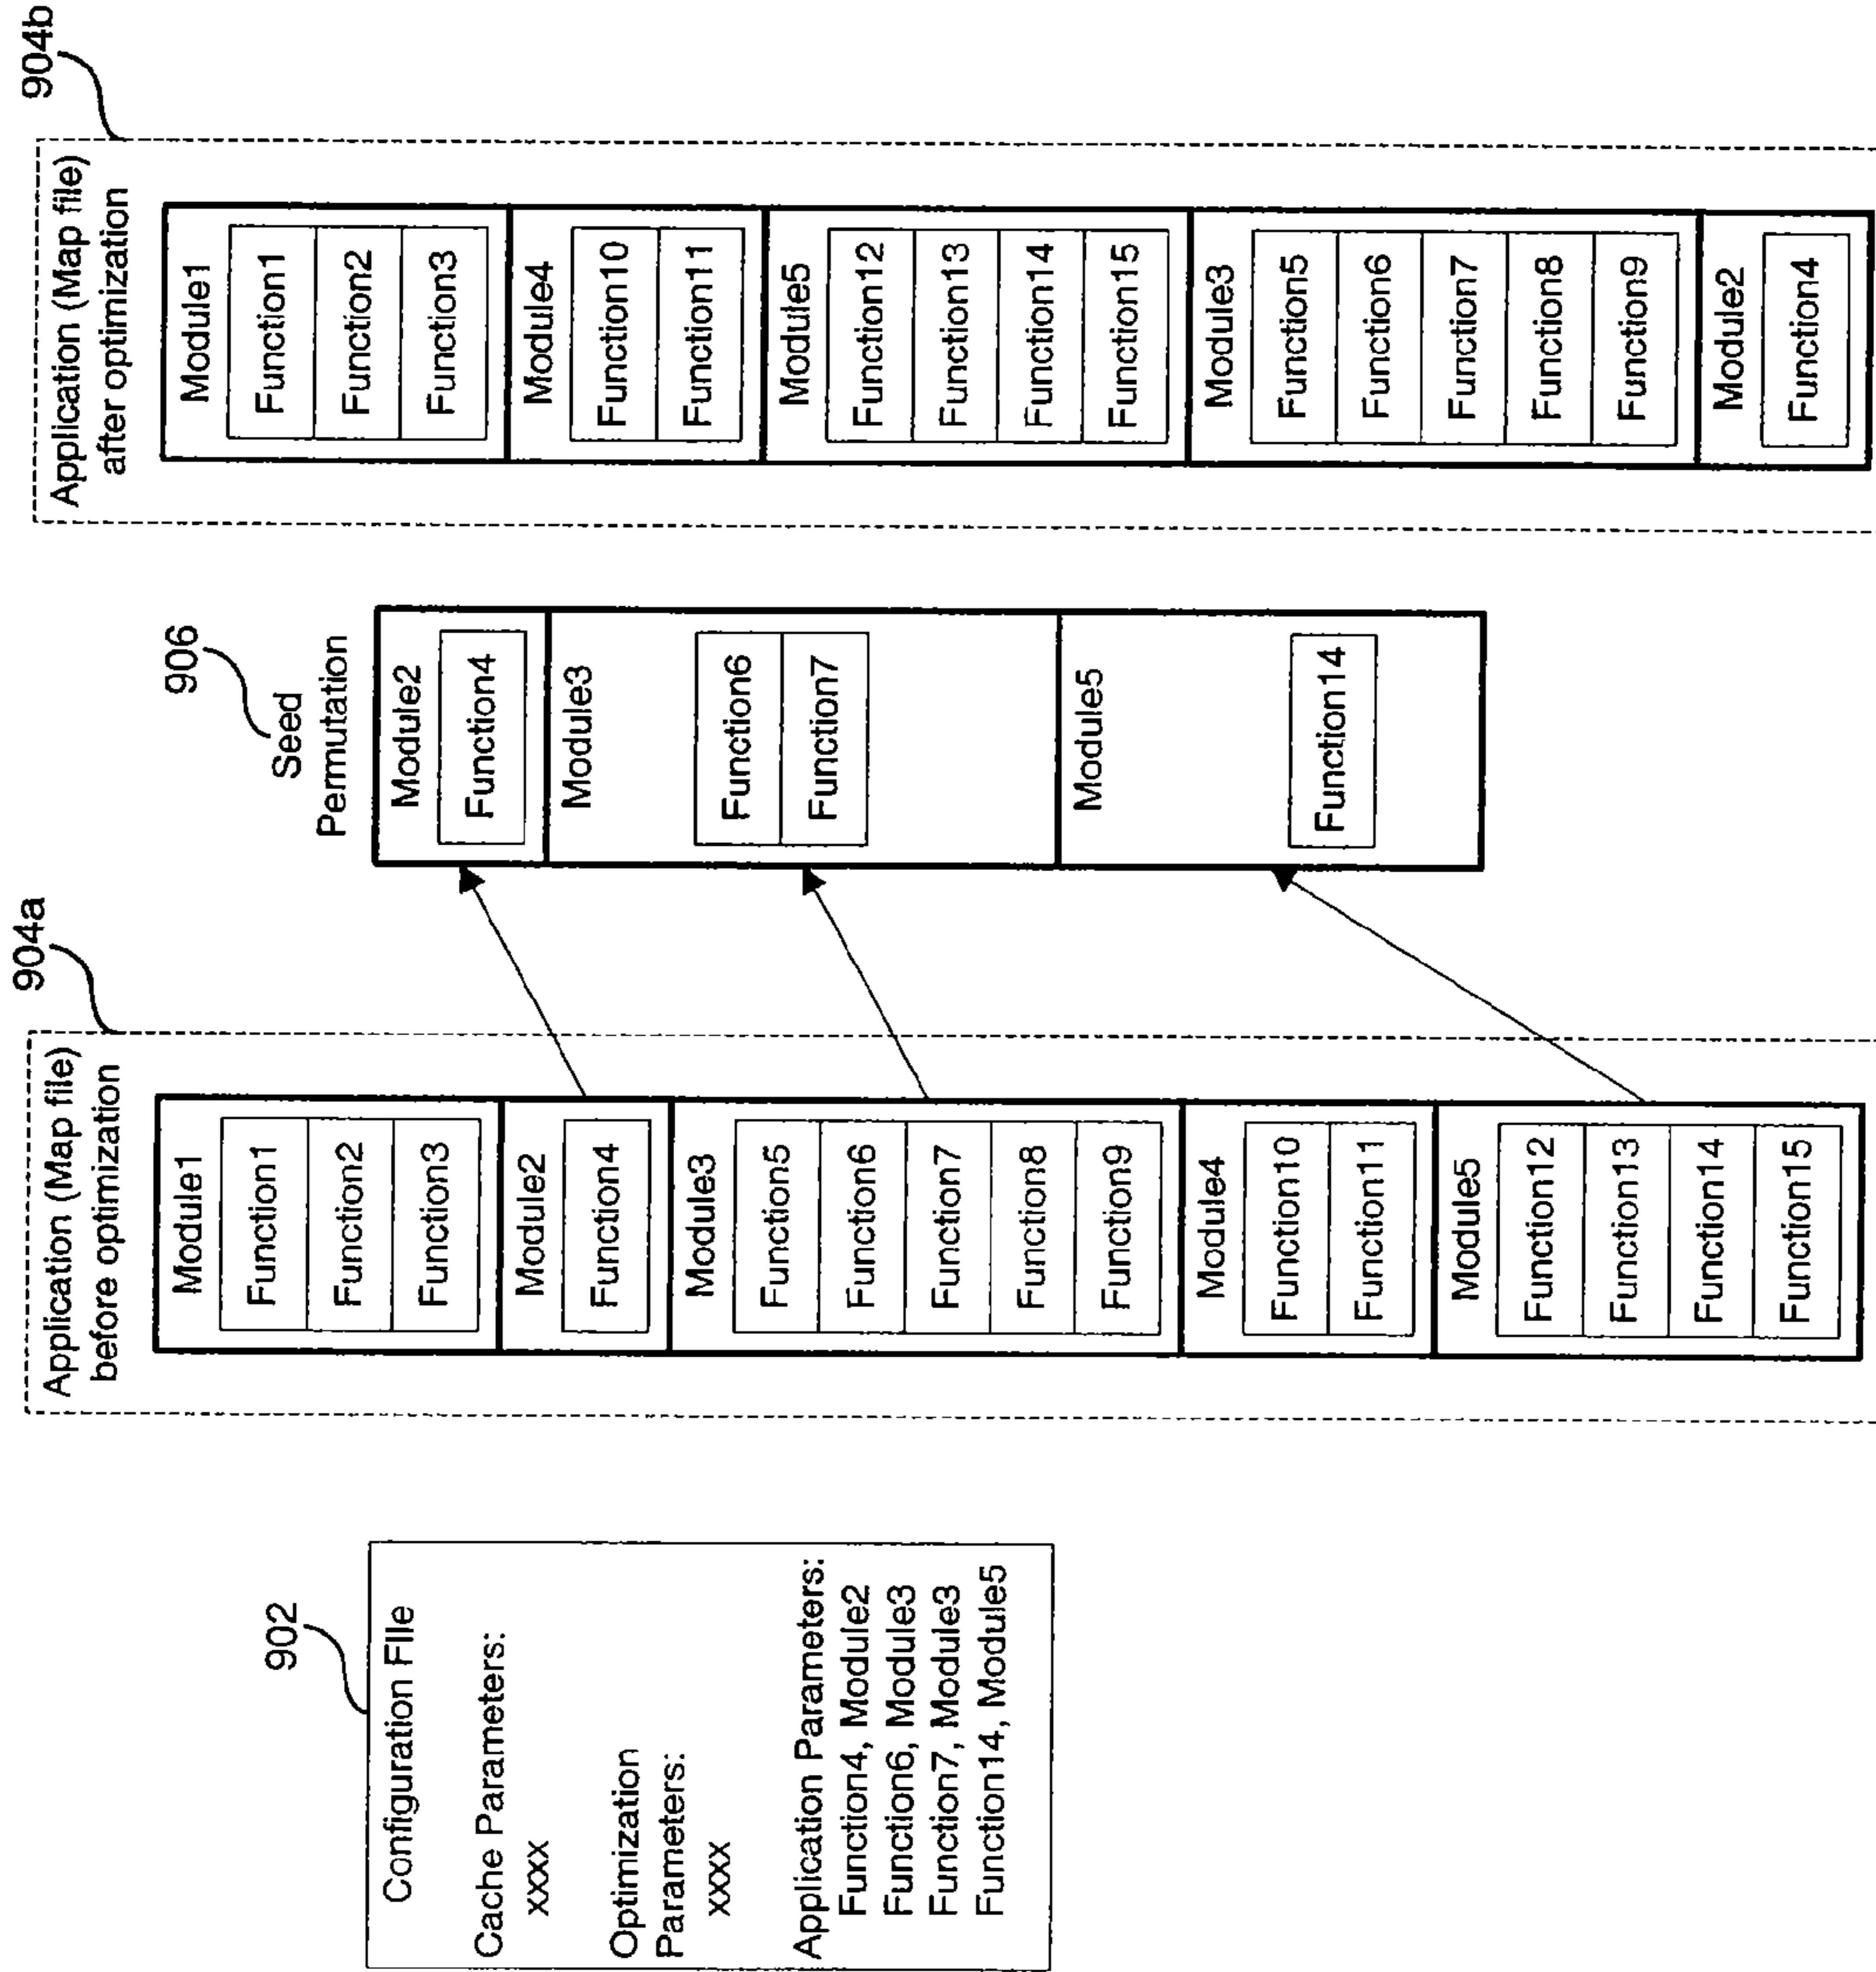 902
Configuration File
Cache Parameters:
xxxx
Optimization
Parameters:
xxxx
Application Parameters:
Function4, Module2
Function6, Module3
Function7, Module3
Function14, Module5
904a
Application (Map file)
before optimization
Module1
Function1
Function2
Function3
Module2
Function4
Module3
Function5
Function6
Function7
Function8
Function9
Module4
Function10
Function11
Module5
Function12
Function13
Function14
Function15
906
Seed
Permutation
Module2
Function4
Module3
Function6
Function7
Module5
Function14
904b
Application (Map file)
after optimization
Module1
Function1
Function2
Function3
Module4
Function10
Function11
Module5
Function12
Function13
Function14
Function15
Module3
Function5
Function6
Function7
Function8
Function9
Module2
Function4